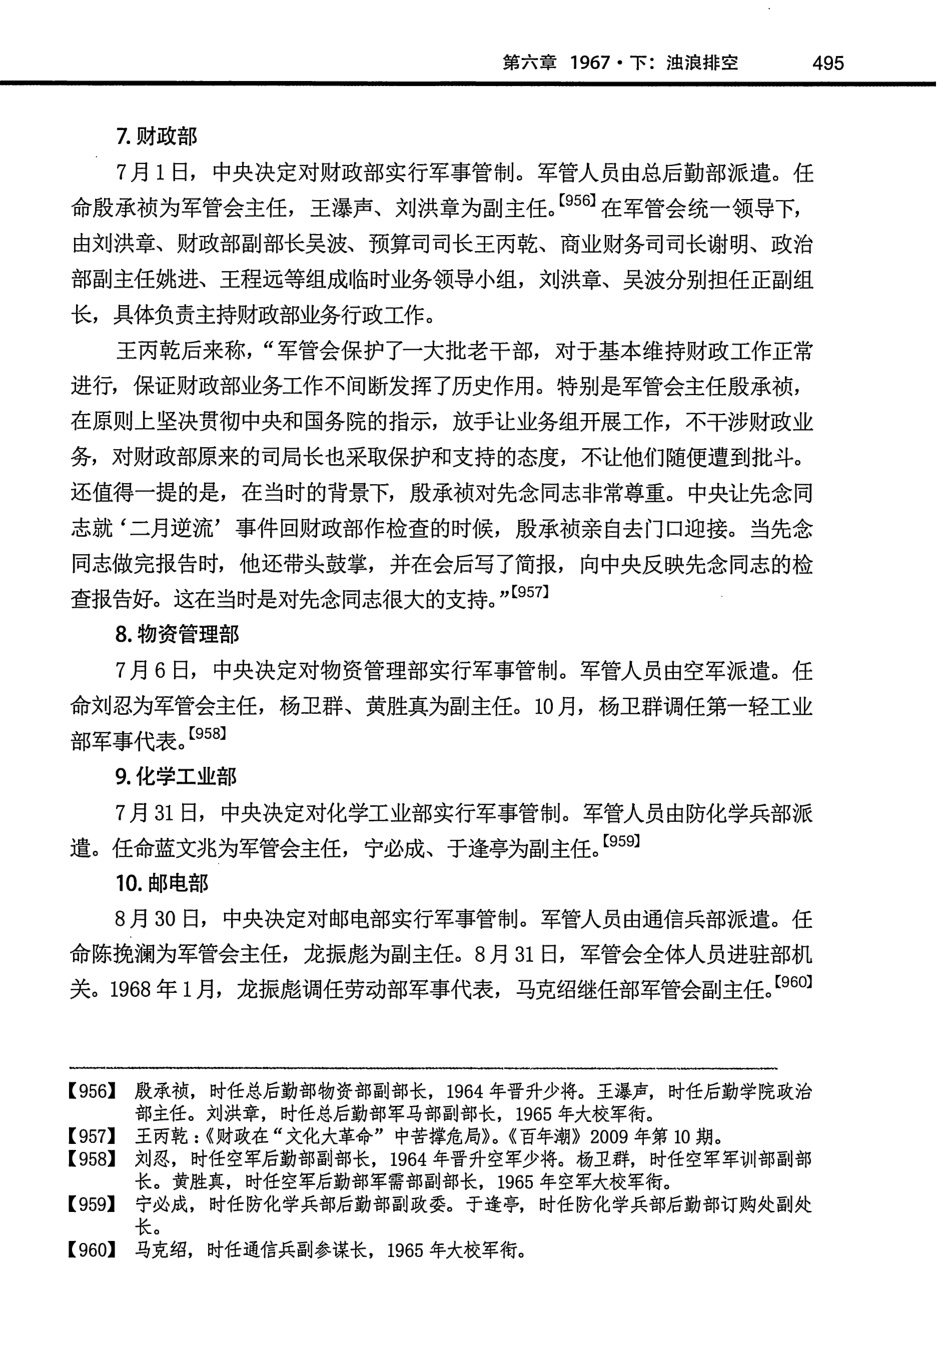 第六章 1967·下：浊浪排空 495
7. 财政部
7月1日，中央决定对财政部实行军事管制。军管人员由总后勤部派遣。任
命殷承祯为军管会主任，王瀑声、刘洪章为副主任。【956】在军管会统一领导下，
由刘洪章、财政部副部长吴波、预算司司长王丙乾、商业财务司司长谢明、政治
部副主任姚进、王程远等组成临时业务领导小组，刘洪章、吴波分别担任正副组
长，具体负责主持财政部业务行政工作。
王丙乾后来称，“军管会保护了一大批老干部，对于基本维持财政工作正常
进行，保证财政部业务工作不间断发挥了历史作用。特别是军管会主任殷承祯，
在原则上坚决贯彻中央和国务院的指示，放手让业务组开展工作，不干涉财政业
务，对财政部原来的司局长也采取保护和支持的态度，不让他们随便遭到批斗。
还值得一提的是，在当时的背景下，殷承祯对先念同志非常尊重。中央让先念同
志就‘二月逆流’事件回财政部作检查的时候，殷承祯亲自去门口迎接。当先念
同志做完报告时，他还带头鼓掌，并在会后写了简报，向中央反映先念同志的检
查报告好。这在当时是对先念同志很大的支持。”【957】
8. 物资管理部
7月6日，中央决定对物资管理部实行军事管制。军管人员由空军派遣。任
命刘忍为军管会主任，杨卫群、黄胜真为副主任。10月，杨卫群调任第一轻工业
部军事代表。【958】
9. 化学工业部
7月31日，中央决定对化学工业部实行军事管制。军管人员由防化学兵部派
遣。任命蓝文兆为军管会主任，宁必成、于逢亭为副主任。【959】
10. 邮电部
8月30日，中央决定对邮电部实行军事管制。军管人员由通信兵部派遣。任
命陈挽澜为军管会主任，龙振彪为副主任。8月31日，军管会全体人员进驻部机
关。1968年1月，龙振彪调任劳动部军事代表，马克绍继任部军管会副主任。【960】
【956】 殷承祯，时任总后勤部物资部副部长，1964年晋升少将。王瀑声，时任后勤学院政治
部主任。刘洪章，时任总后勤部军马部副部长，1965年大校军衔。
【957】 王丙乾：《财政在“文化大革命”中苦撑危局》。《百年潮》2009年第10期。
【958】 刘忍，时任空军后勤部副部长，1964年晋升空军少将。杨卫群，时任空军军训部副部
长。黄胜真，时任空军后勤部军需部副部长，1965年空军大校军衔。
【959】 宁必成，时任防化学兵部后勤部副政委。于逢亭，时任防化学兵部后勤部订购处副处
长。
【960】 马克绍，时任通信兵副参谋长，1965年大校军衔。